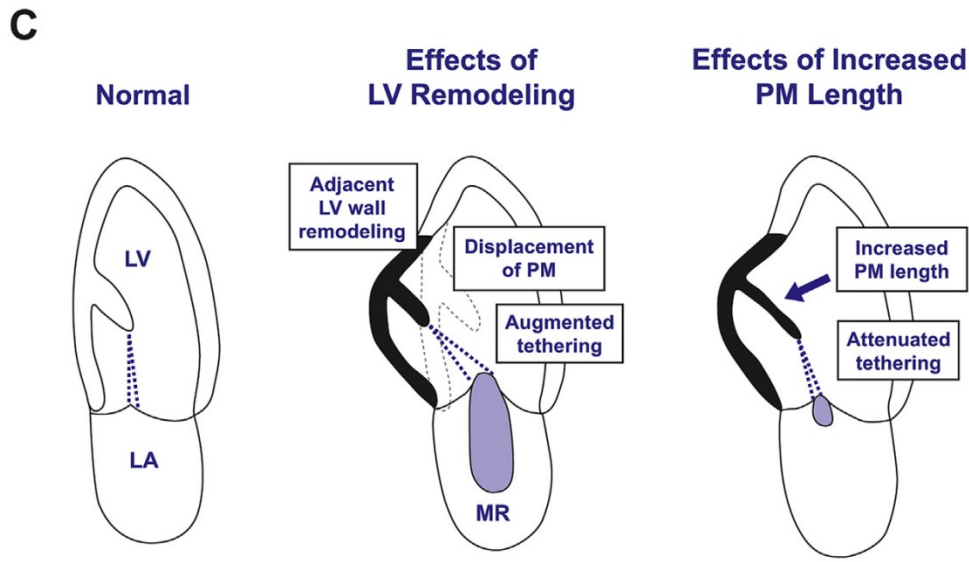 C
Normal
Effects of
LV Remodeling
Effects of Increased
PM Length
LV
LA
Adjacent
LV wall
remodeling
Displacement
of PM
Augmented
tethering
MR
Increased
PM length
Attenuated
tethering